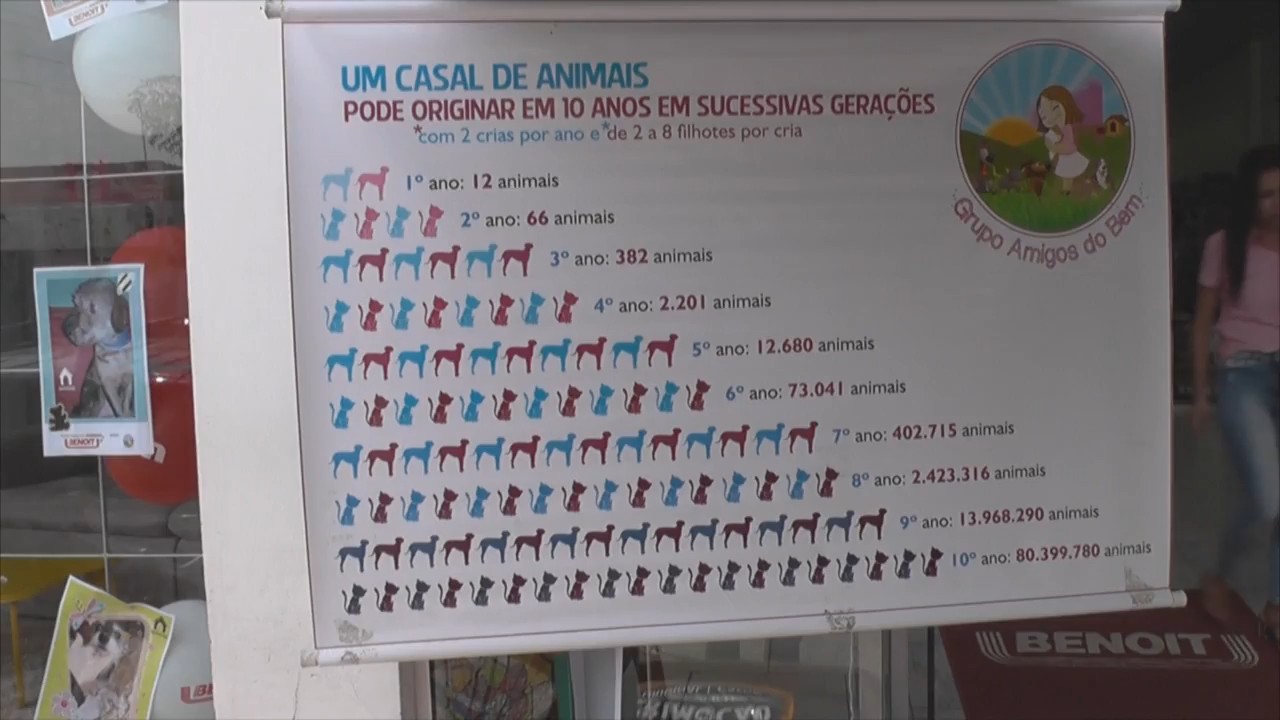 UM CASAL DE ANIMAIS
PODE ORIGINAR EM 10 ANOS EM SUCESSIVAS GERAÇÕES
*com 2 crias por ano e *de 2 a 8 filhotes por cria
1º ano: 12 animais
2º ano: 66 animais
3º ano: 382 animais
4º ano: 2.201 animais
5º ano: 12.680 animais
6º ano: 73.041 animais
7º ano: 402.715 animais
8º ano: 2.423.316 animais
9º ano: 13.968.290 animais
10º ano: 80.399.780 animais
Grupo Amigos do Bem
BENOIT
BENOIT